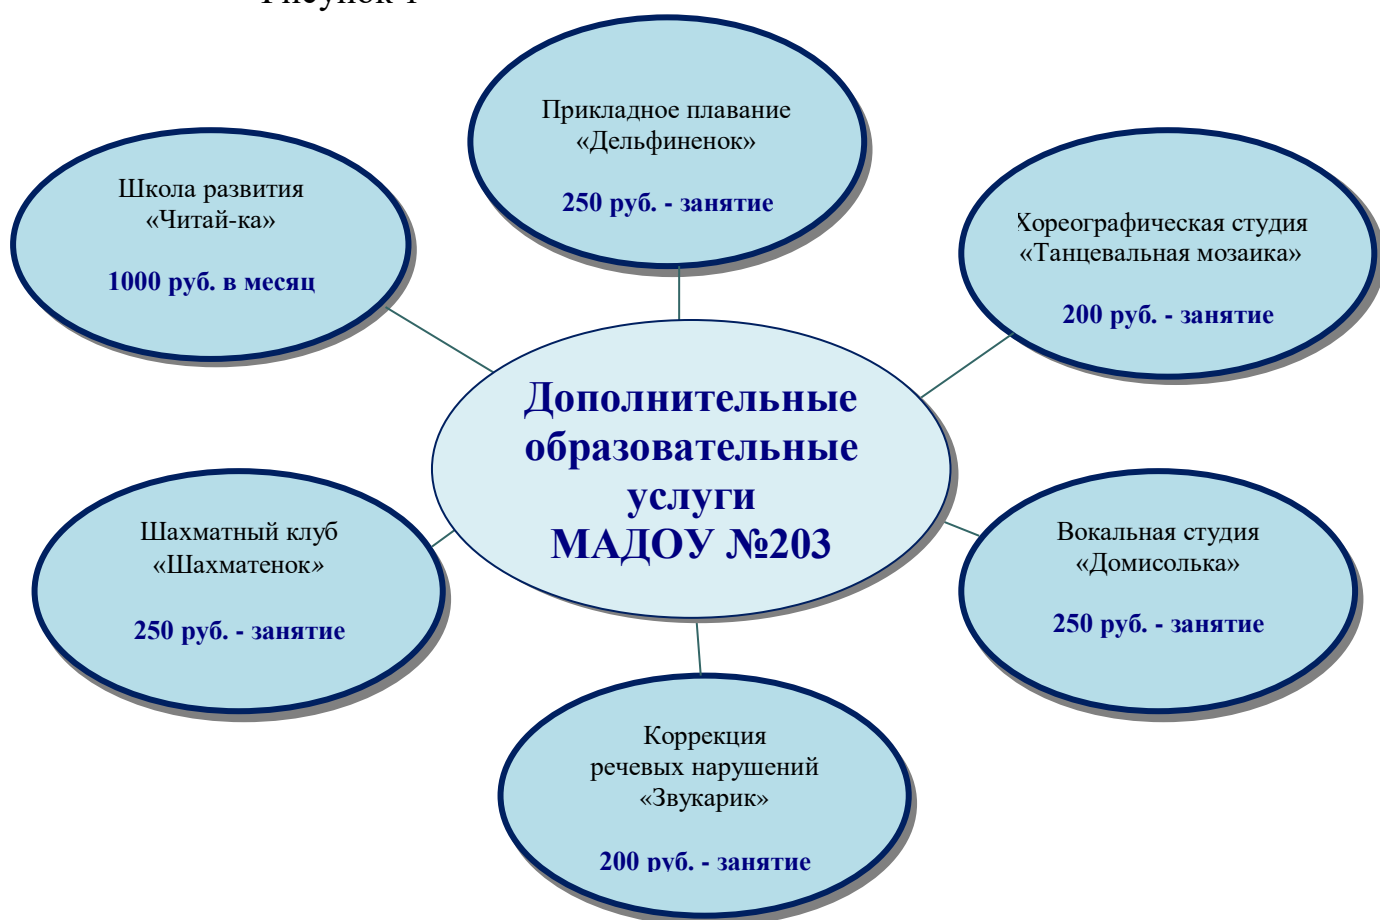 Рисунок 1
Прикладное плавание
«Дельфиненок»
250 руб. - занятие
Школа развития
«Читай-ка»
1000 руб. в месяц
Хореографическая студия
«Танцевальная мозаика»
200 руб. - занятие
Дополнительные
образовательные
услуги
МАДОУ №203
Шахматный клуб
«Шахматенок»
250 руб. - занятие
Вокальная студия
«Домисолька»
250 руб. - занятие
Коррекция
речевых нарушений
«Звукарик»
200 руб. - занятие